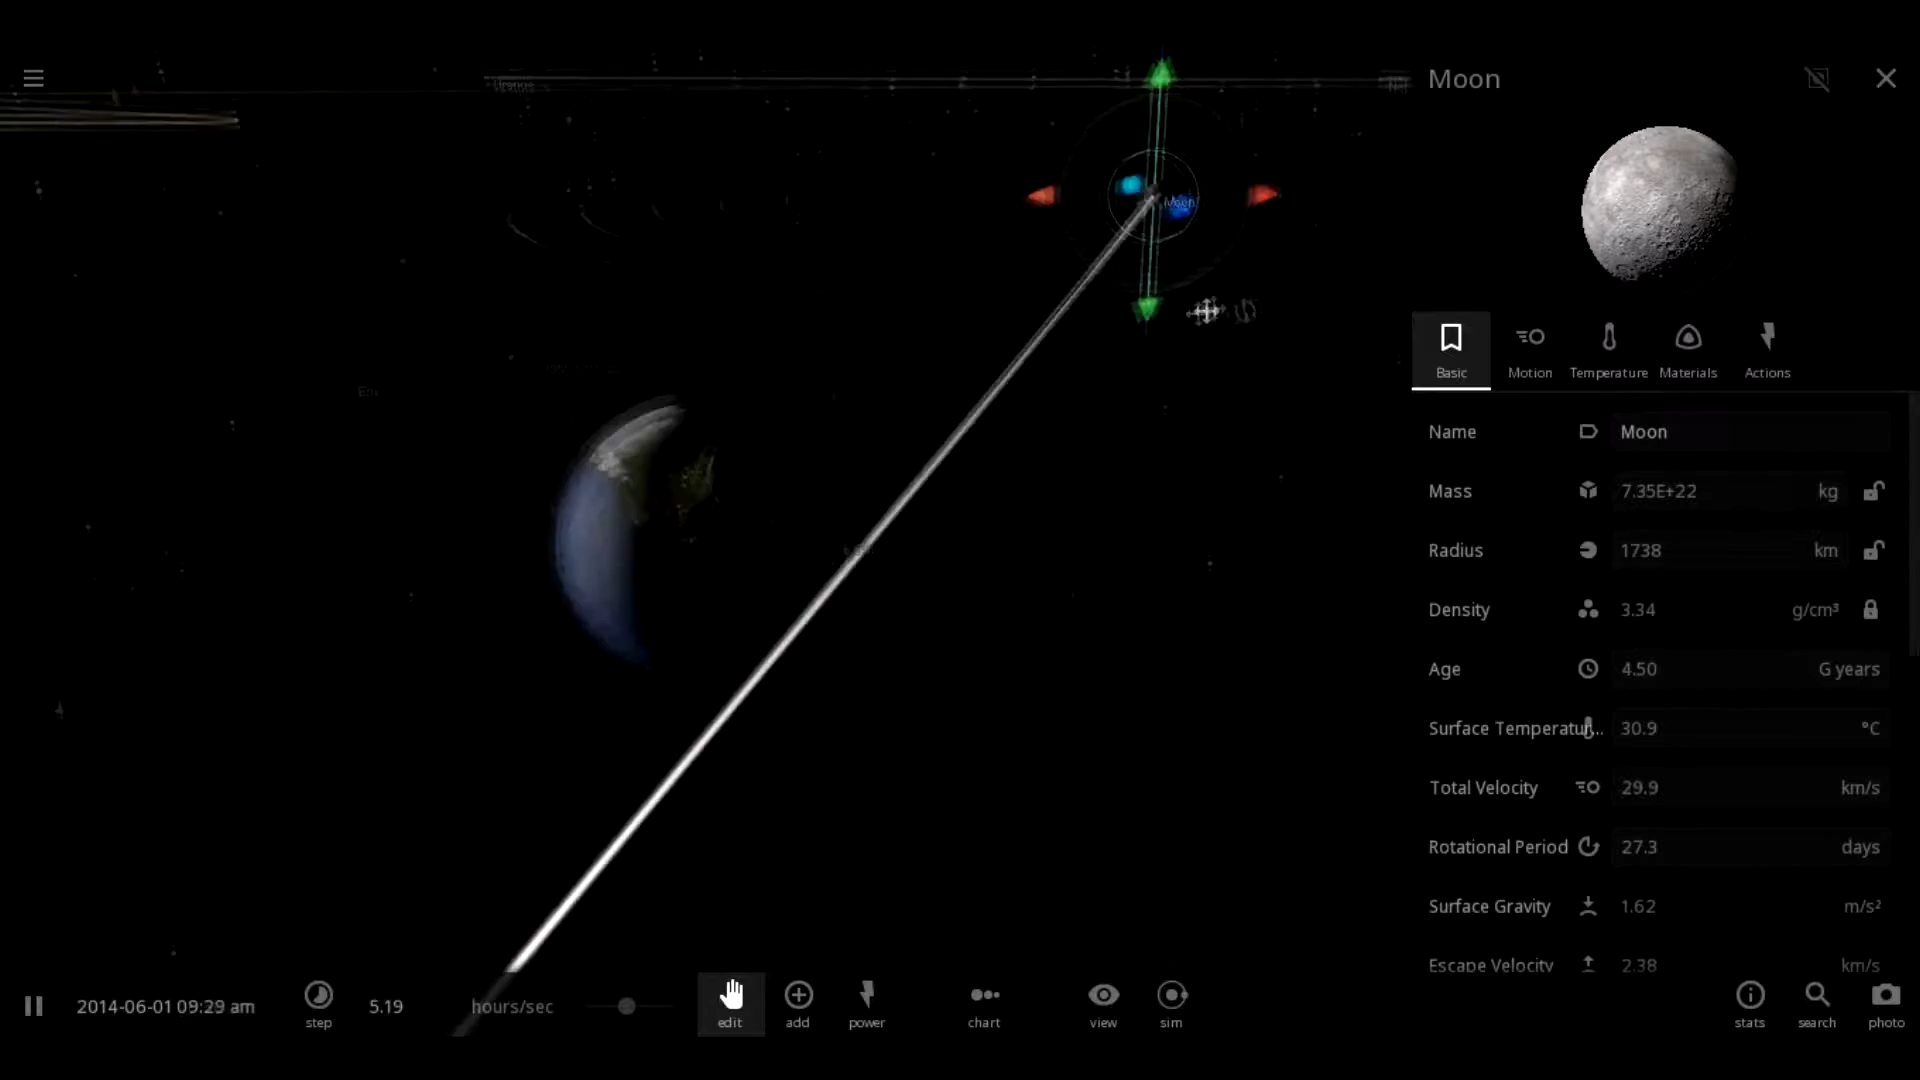 Uranus
Moon
Moon
Basic
Motion
Temperature
Materials
Actions
Name
Moon
Mass
7.35E+22
kg
Radius
1738
km
Density
3.34
g/cm³
Age
4.50
G years
Surface Temperatur...
30.9
°C
Total Velocity
29.9
km/s
Rotational Period
27.3
days
Surface Gravity
1.62
m/s²
Escape Velocity
2.38
km/s
2014-06-01 09:29 am
step
5.19
hours/sec
edit
add
power
chart
view
sim
stats
search
photo